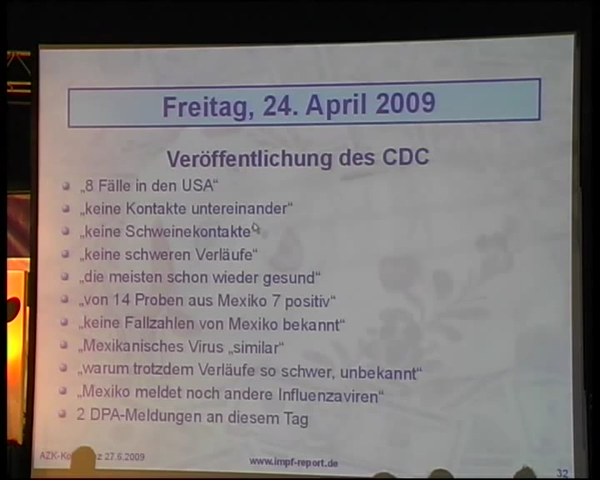 Freitag, 24. April 2009
Veröffentlichung des CDC
„8 Fälle in den USA“
„keine Kontakte untereinander“
„keine Schweinekontakte“
„keine schweren Verläufe“
„die meisten schon wieder gesund“
„von 14 Proben aus Mexiko 7 positiv“
„keine Fallzahlen von Mexiko bekannt“
„Mexikanisches Virus „similar“
„warum trotzdem Verläufe so schwer, unbekannt“
„Mexiko meldet noch andere Influenzaviren“
2 DPA-Meldungen an diesem Tag
27.6.2009
www.impf-report.de
32